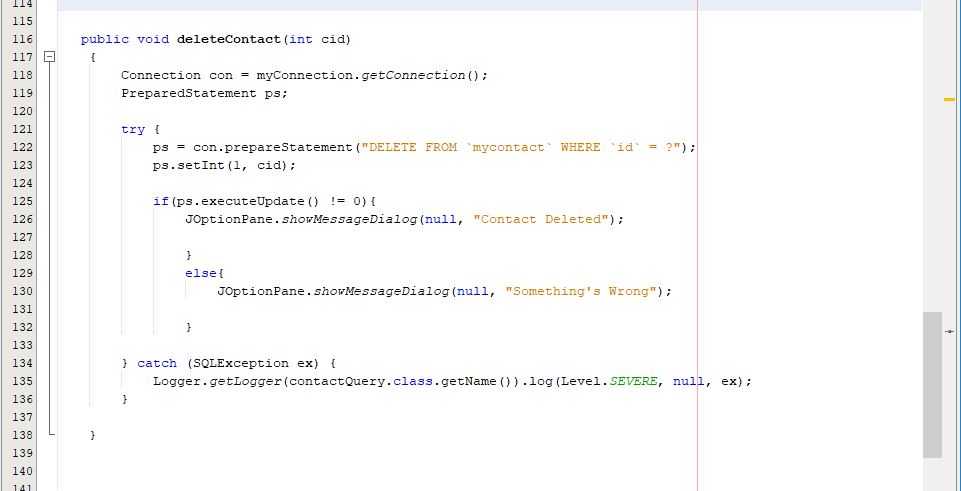 114
115
116 public void deleteContact(int cid)
117 {
118 Connection con = myConnection.getConnection();
119 PreparedStatement ps;
120
121 try {
122 ps = con.prepareStatement("DELETE FROM `mycontact` WHERE `id` = ?");
123 ps.setInt(1, cid);
124
125 if(ps.executeUpdate() != 0){
126 JOptionPane.showMessageDialog(null, "Contact Deleted");
127
128 }
129 else{
130 JOptionPane.showMessageDialog(null, "Something's Wrong");
131
132 }
133
134 } catch (SQLException ex) {
135 Logger.getLogger(contactQuery.class.getName()).log(Level.SEVERE, null, ex);
136 }
137
138 }
139
140
141